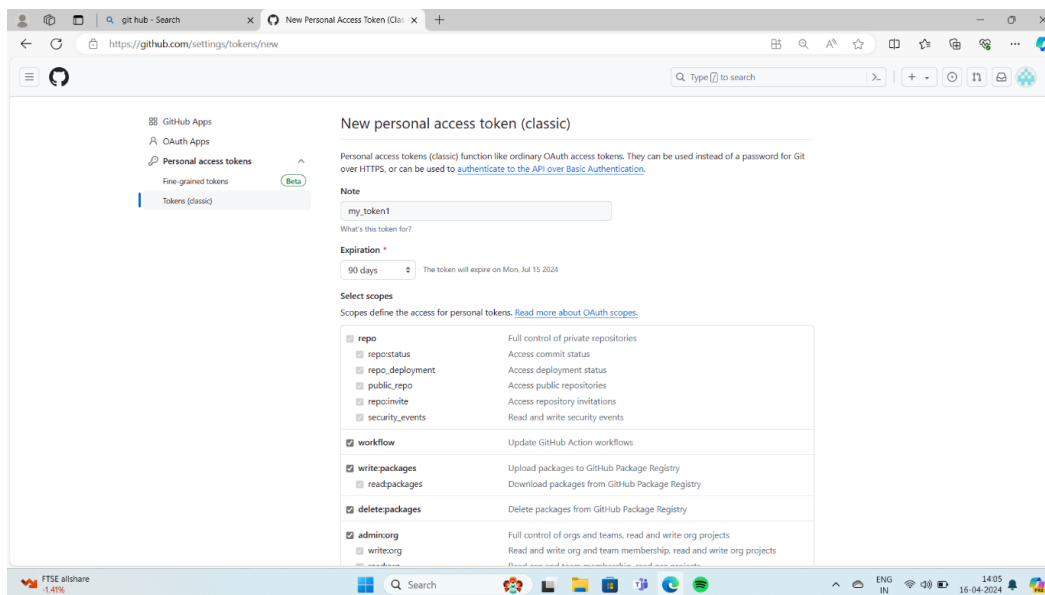 git hub - Search
New Personal Access Token (Clas
https://github.com/settings/tokens/new
Type / to search
GitHub Apps
OAuth Apps
Personal access tokens
Fine-grained tokens
Beta
Tokens (classic)
New personal access token (classic)
Personal access tokens (classic) function like ordinary OAuth access tokens. They can be used instead of a password for Git
over HTTPS, or can be used to authenticate to the API over Basic Authentication.
Note
my_token1
What's this token for?
Expiration *
90 days The token will expire on Mon, Jul 15 2024
Select scopes
Scopes define the access for personal tokens. Read more about OAuth scopes.
repo Full control of private repositories
repo:status Access commit status
repo_deployment Access deployment status
public_repo Access public repositories
repo:invite Access repository invitations
security_events Read and write security events
workflow Update GitHub Action workflows
write:packages Upload packages to GitHub Package Registry
read:packages Download packages from GitHub Package Registry
delete:packages Delete packages from GitHub Package Registry
admin:org Full control of orgs and teams, read and write org projects
write:org Read and write org and team membership, read and write org projects
FTSE allshare
-1.41%
Search
ENG
IN
14:05
16-04-2024